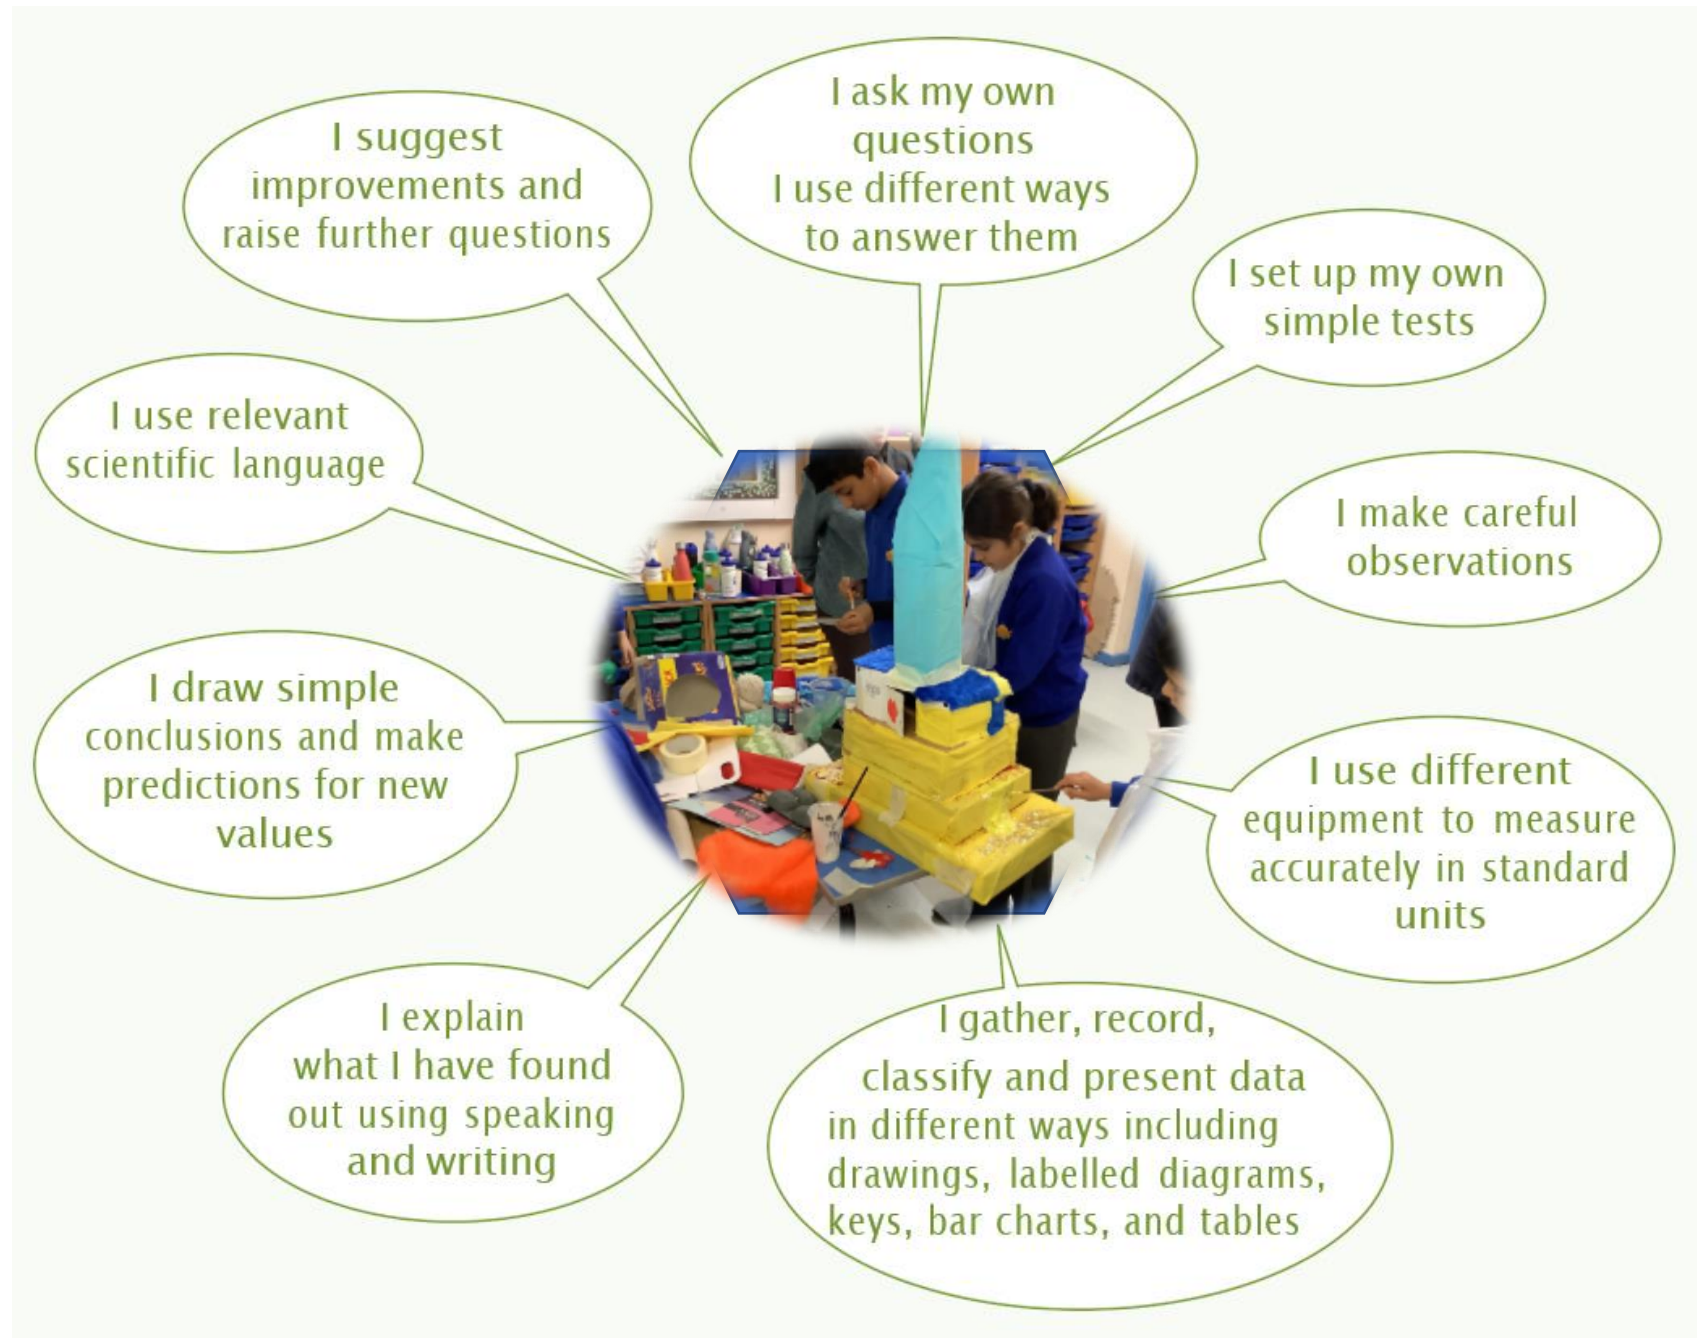 I ask my own
questions
I use different ways
to answer them
I set up my own
simple tests
I make careful
observations
I use different
equipment to measure
accurately in standard
units
I gather, record,
classify and present data
in different ways including
drawings, labelled diagrams,
keys, bar charts, and tables
I explain
what I have found
out using speaking
and writing
I draw simple
conclusions and make
predictions for new
values
I use relevant
scientific language
I suggest
improvements and
raise further questions